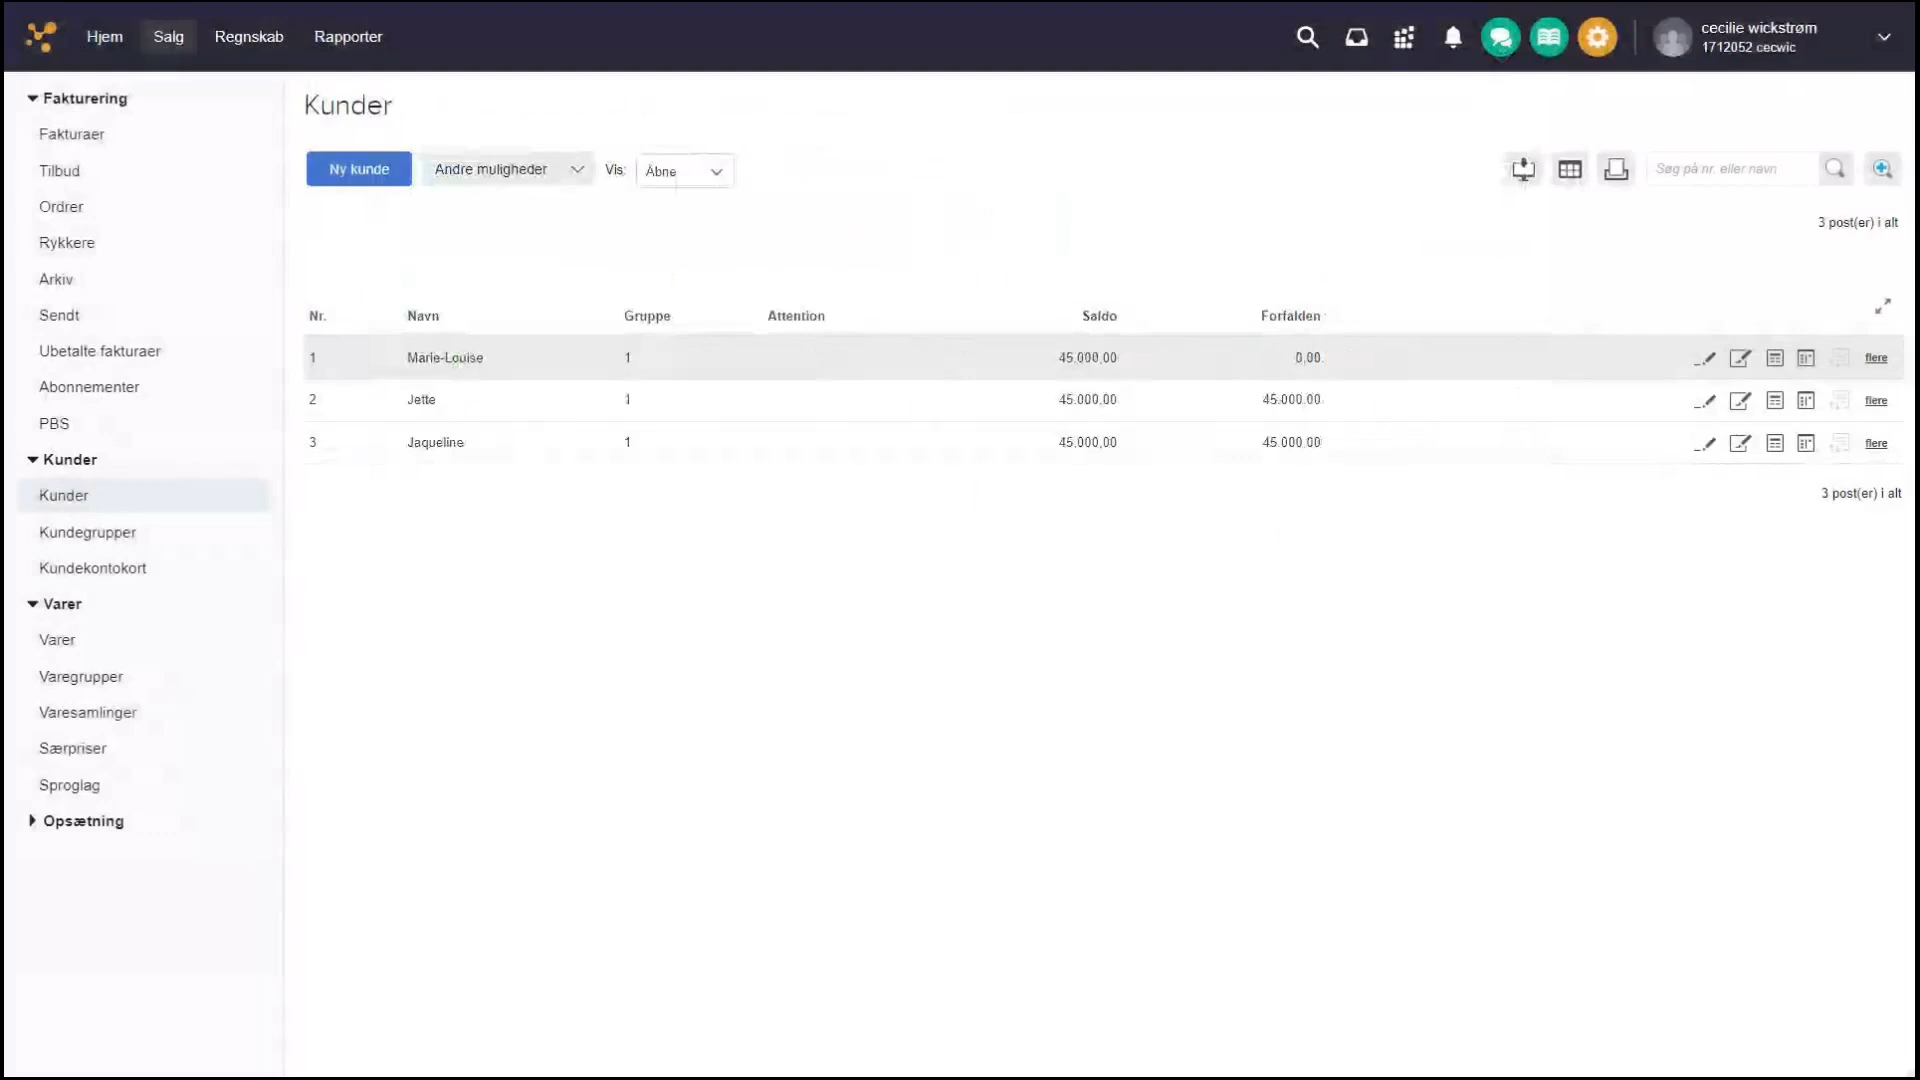 Hjem Salg Regnskab Rapporter
cecilie wickstrøm
1712052 cecwic
Fakturering
Fakturaer
Tilbud
Ordrer
Rykkere
Arkiv
Sendt
Ubetalte fakturaer
Abonnementer
PBS
Kunder
Kunder
Kundegrupper
Kundekontokort
Varer
Varer
Varegrupper
Varesamlinger
Særpriser
Sproglag
Opsætning
Kunder
Ny kunde Andre muligheder Vis: Åbne Søg på nr. eller navn
3 post(er) i alt
Nr. Navn Gruppe Attention Saldo Forfalden
1 Marie-Louise 1 45.000,00 0,00 flere
2 Jette 1 45.000,00 45.000,00 flere
3 Jaqueline 1 45.000,00 45.000,00 flere
3 post(er) i alt